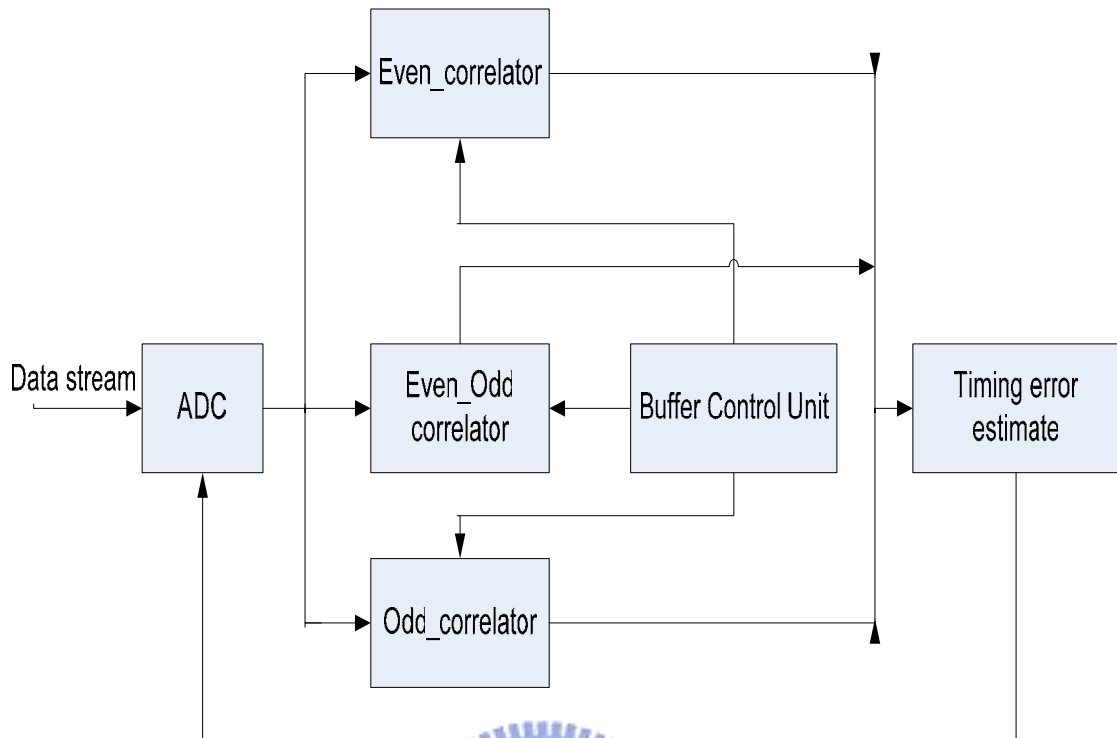 Even_correlator
Data stream
ADC
Even_Odd
correlator
Buffer Control Unit
Timing error
estimate
Odd_correlator